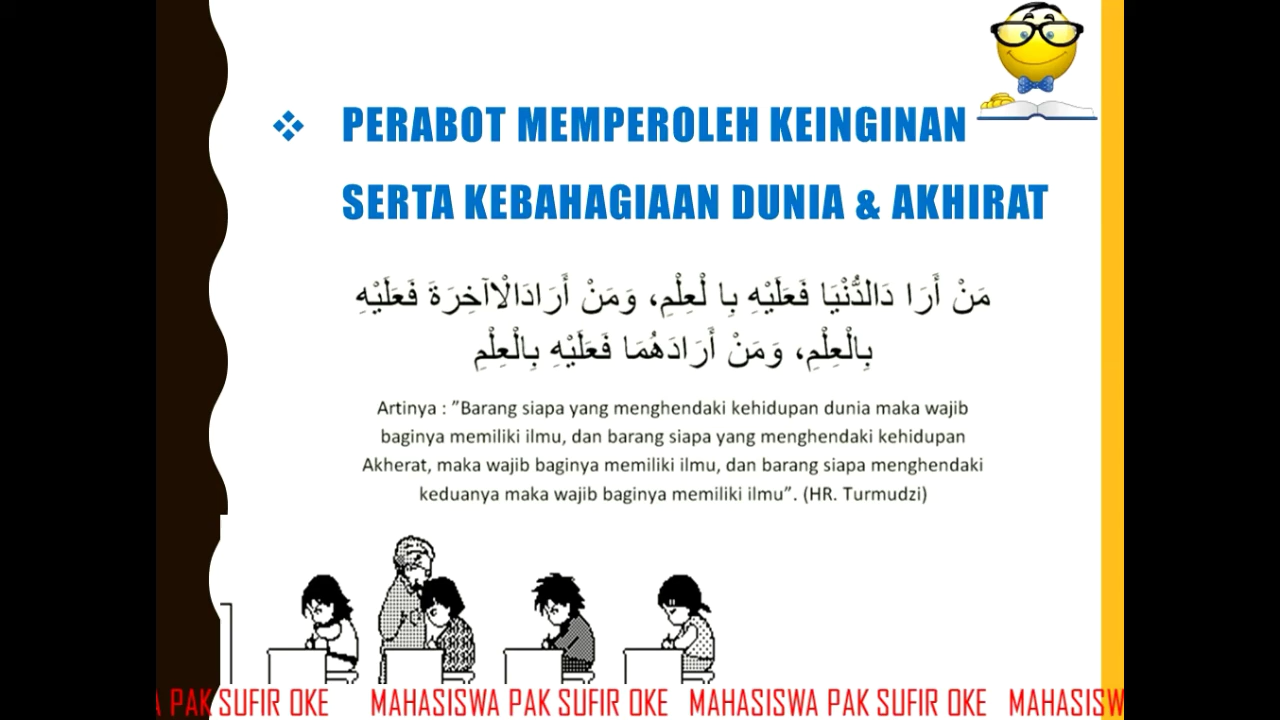 PERABOT MEMPEROLEH KEINGINAN
SERTA KEBAHAGIAAN DUNIA & AKHIRAT
مَنْ أَرَا دَالدُّنْيَا فَعَلَيْهِ بِا لْعِلْمِ، وَمَنْ أَرَادَالْاآخِرَةَ فَعَلَيْهِ
بِالْعِلْمِ، وَمَنْ أَرَادَهُمَا فَعَلَيْهِ بِالْعِلْمِ
Artinya : ”Barang siapa yang menghendaki kehidupan dunia maka wajib
baginya memiliki ilmu, dan barang siapa yang menghendaki kehidupan
Akherat, maka wajib baginya memiliki ilmu, dan barang siapa menghendaki
keduanya maka wajib baginya memiliki ilmu”. (HR. Turmudzi)
A PAK SUFIR OKE MAHASISWA PAK SUFIR OKE MAHASISWA PAK SUFIR OKE MAHASISW